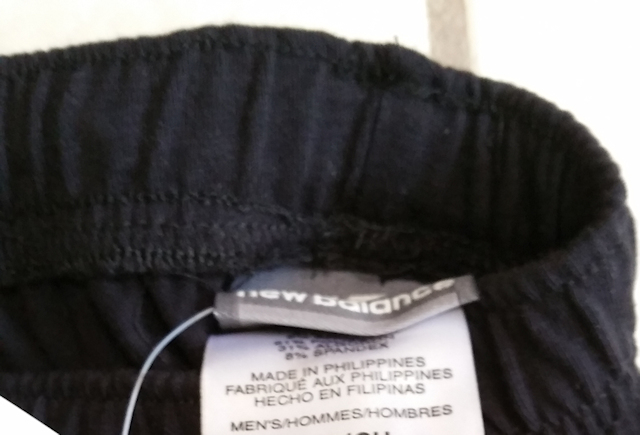 new balance
8% SPANDEX
MADE IN PHILIPPINES
FABRIQUÉ AUX PHILIPPINES
HECHO EN FILIPINAS
MEN'S/HOMMES/HOMBRES